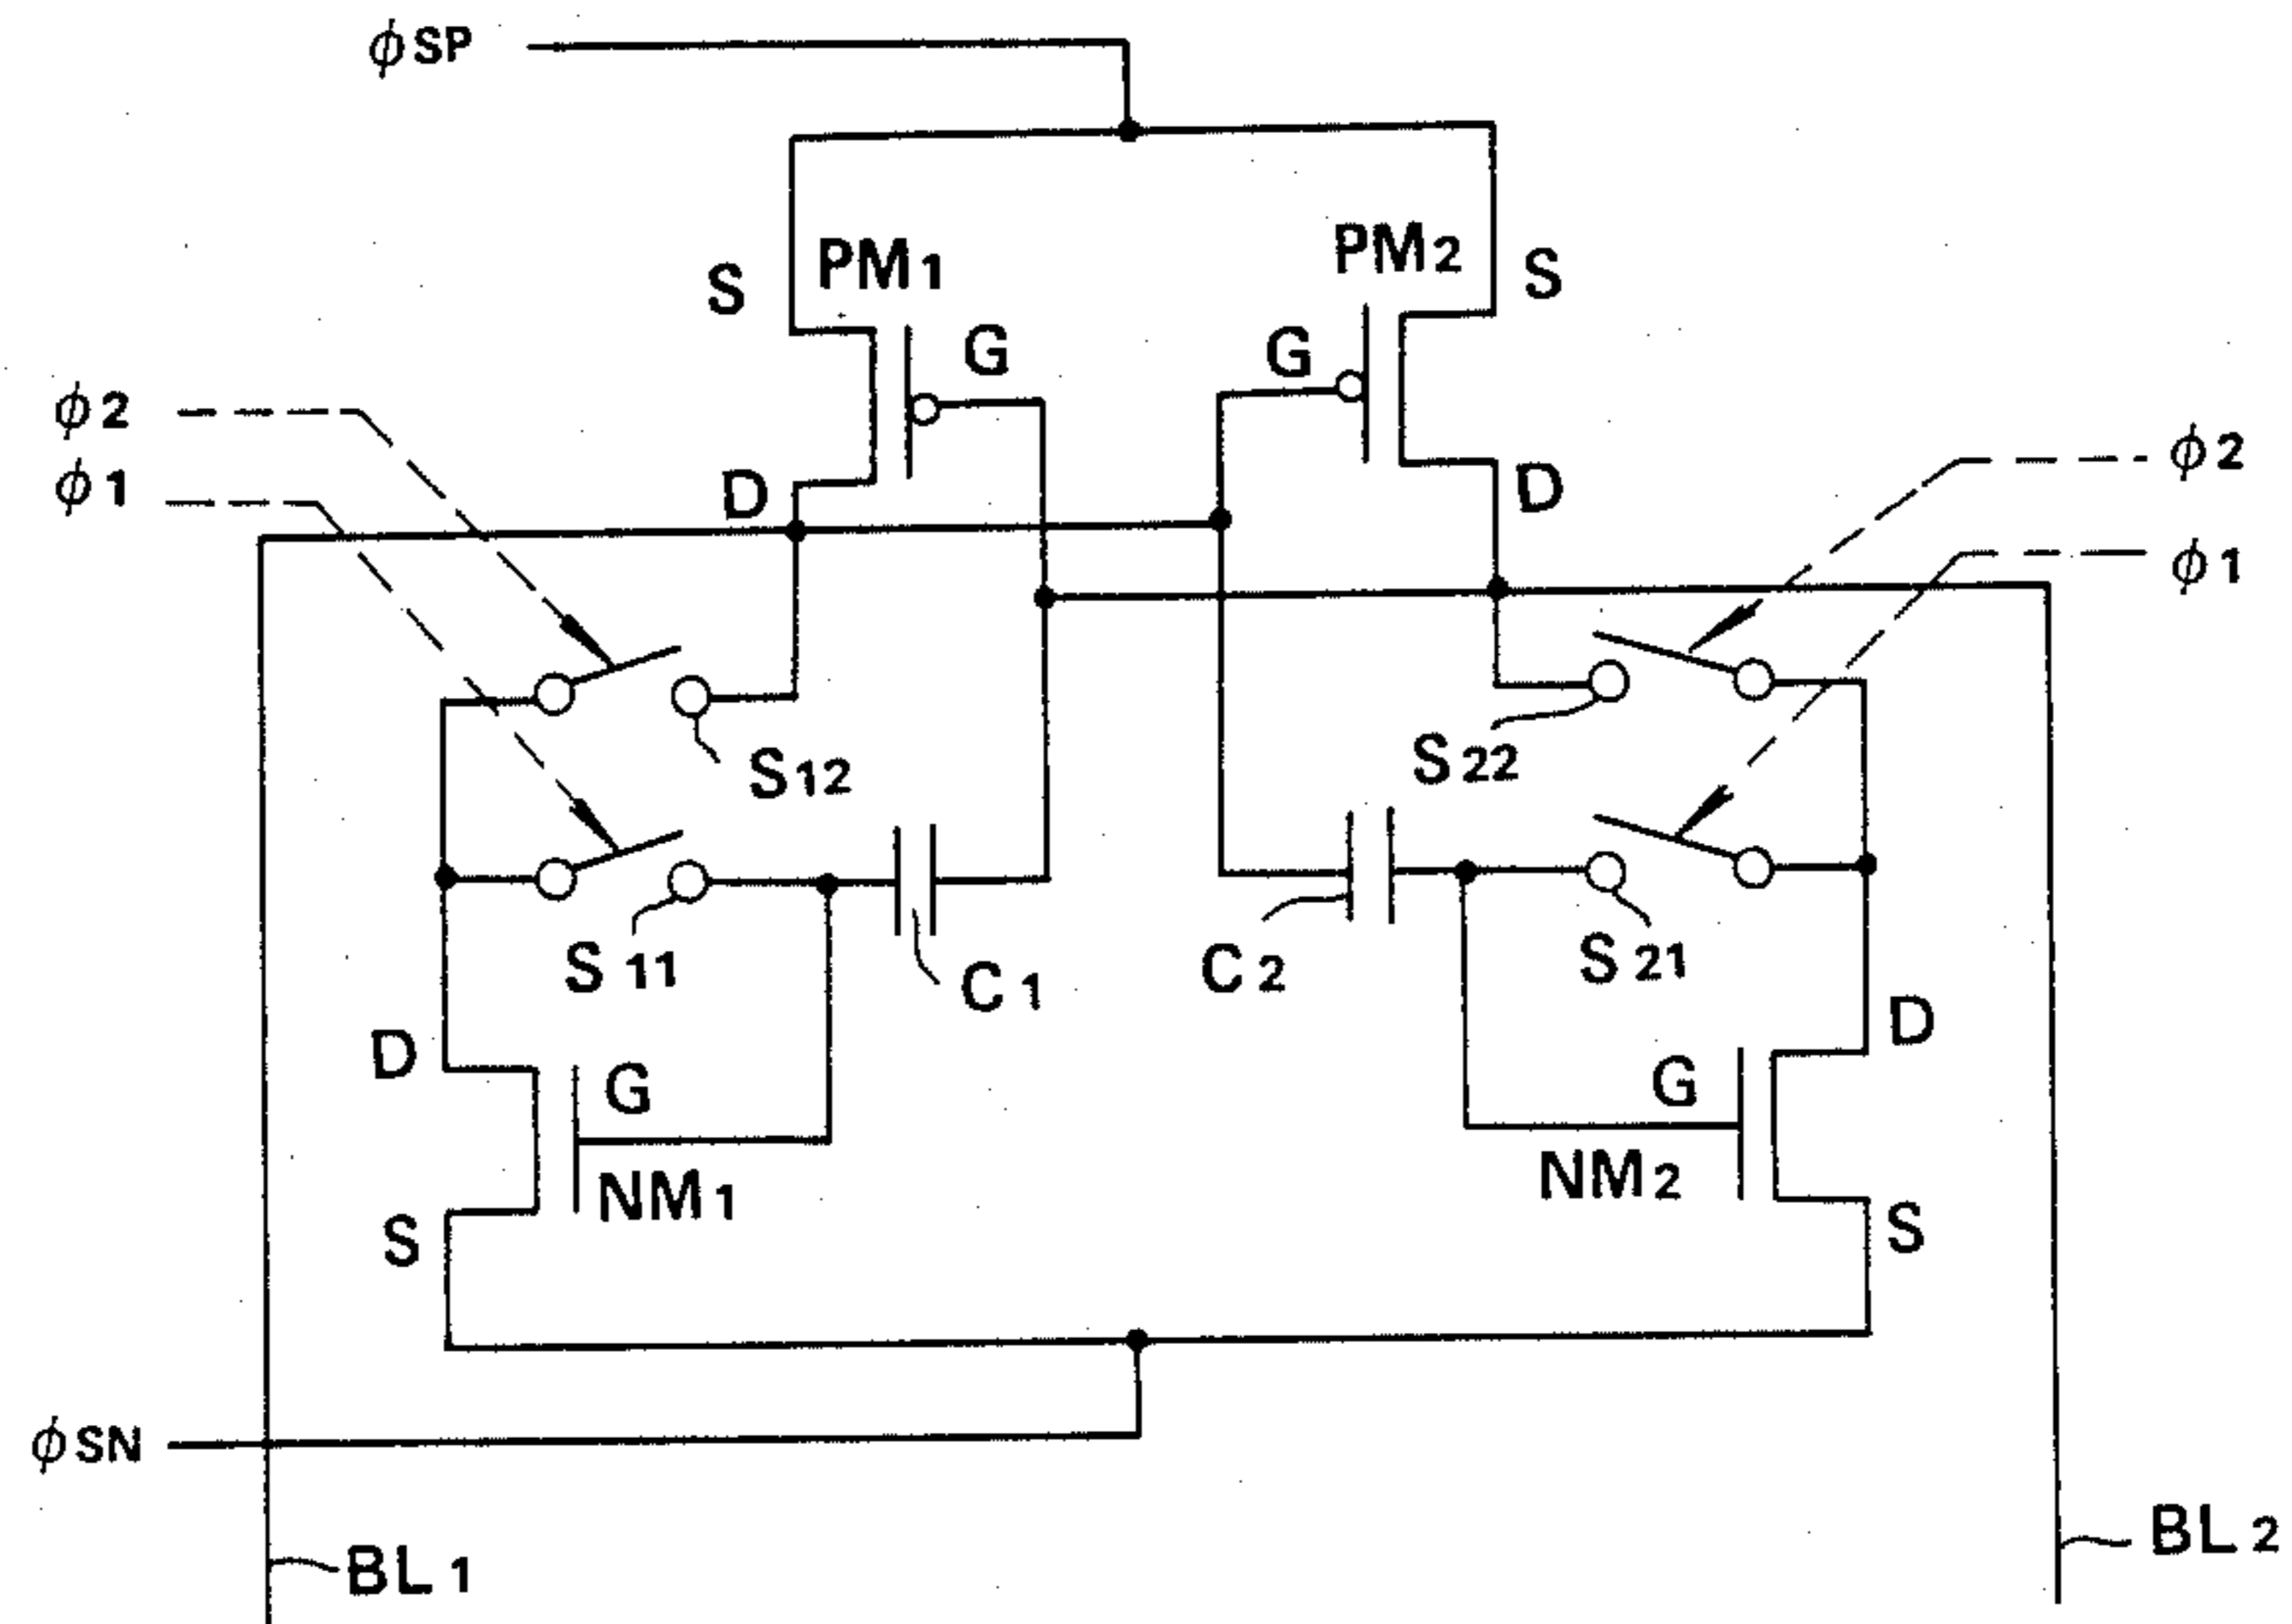 φSP
PM1
PM2
S
S
G
G
φ2
φ2
φ1
D
D
φ1
S12
S22
S11
C1
C2
S21
D
D
G
G
NM1
NM2
S
S
φSN
BL1
BL2